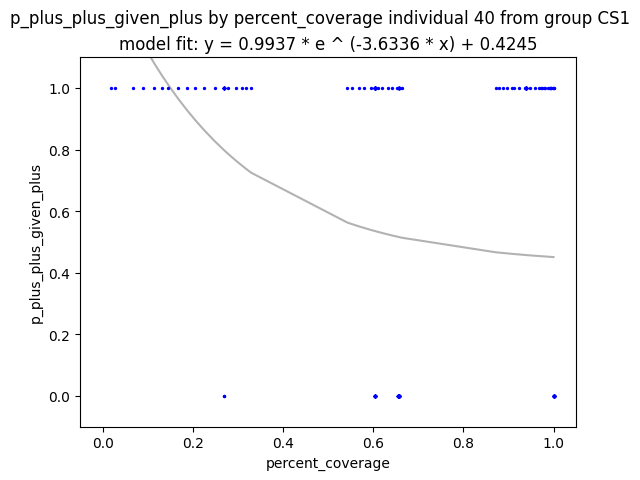 p_plus_plus_given_plus by percent_coverage individual 40 from group CS1
model fit: y = 0.9937 * e ^ (-3.6336 * x) + 0.4245
1.0
0.8
0.6
0.4
0.2
0.0
p_plus_plus_given_plus
0.0 0.2 0.4 0.6 0.8 1.0
percent_coverage